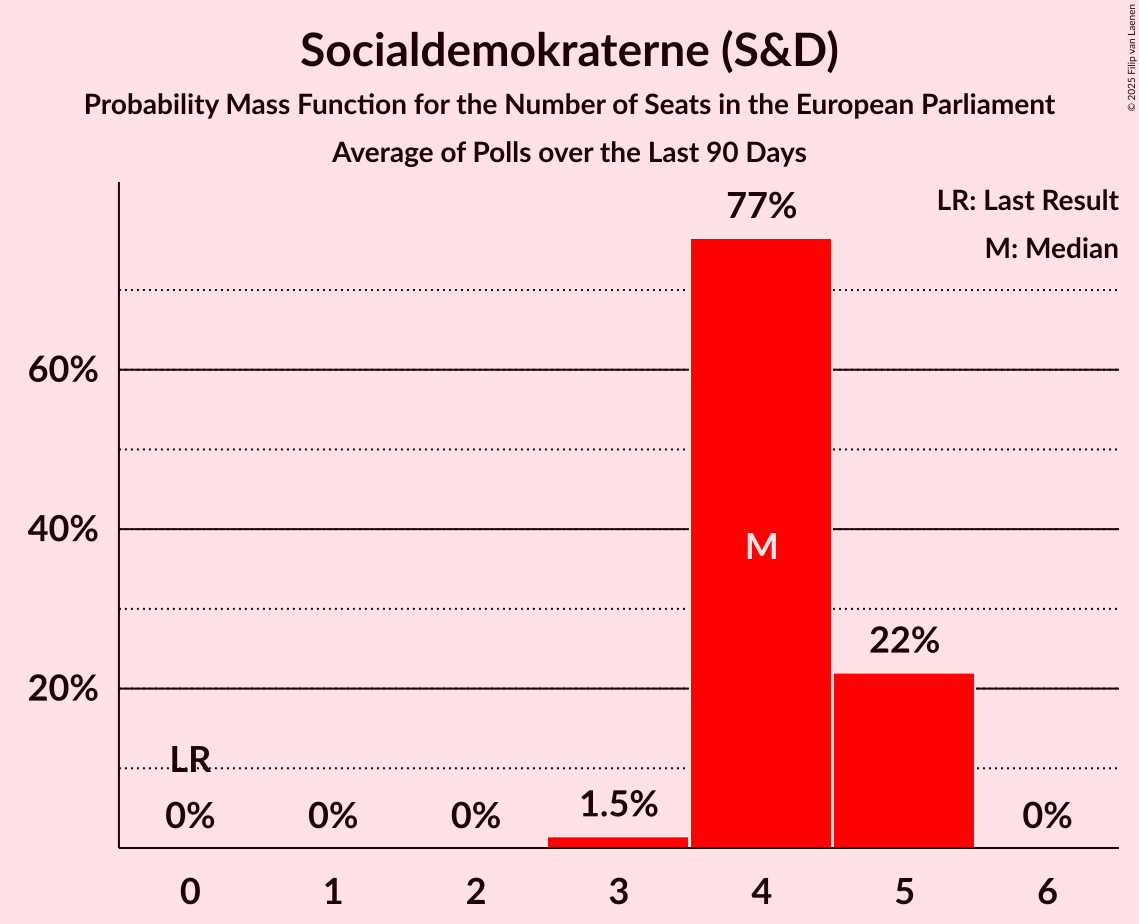 Socialdemokraterne (S&D)
Probability Mass Function for the Number of Seats in the European Parliament
Average of Polls over the Last 90 Days
© 2025 Filip van Laenen
LR: Last Result
M: Median
77%
60%
40%
M
22%
20%
LR
0%
0%
0%
1.5%
0%
0
1
2
3
4
5
6